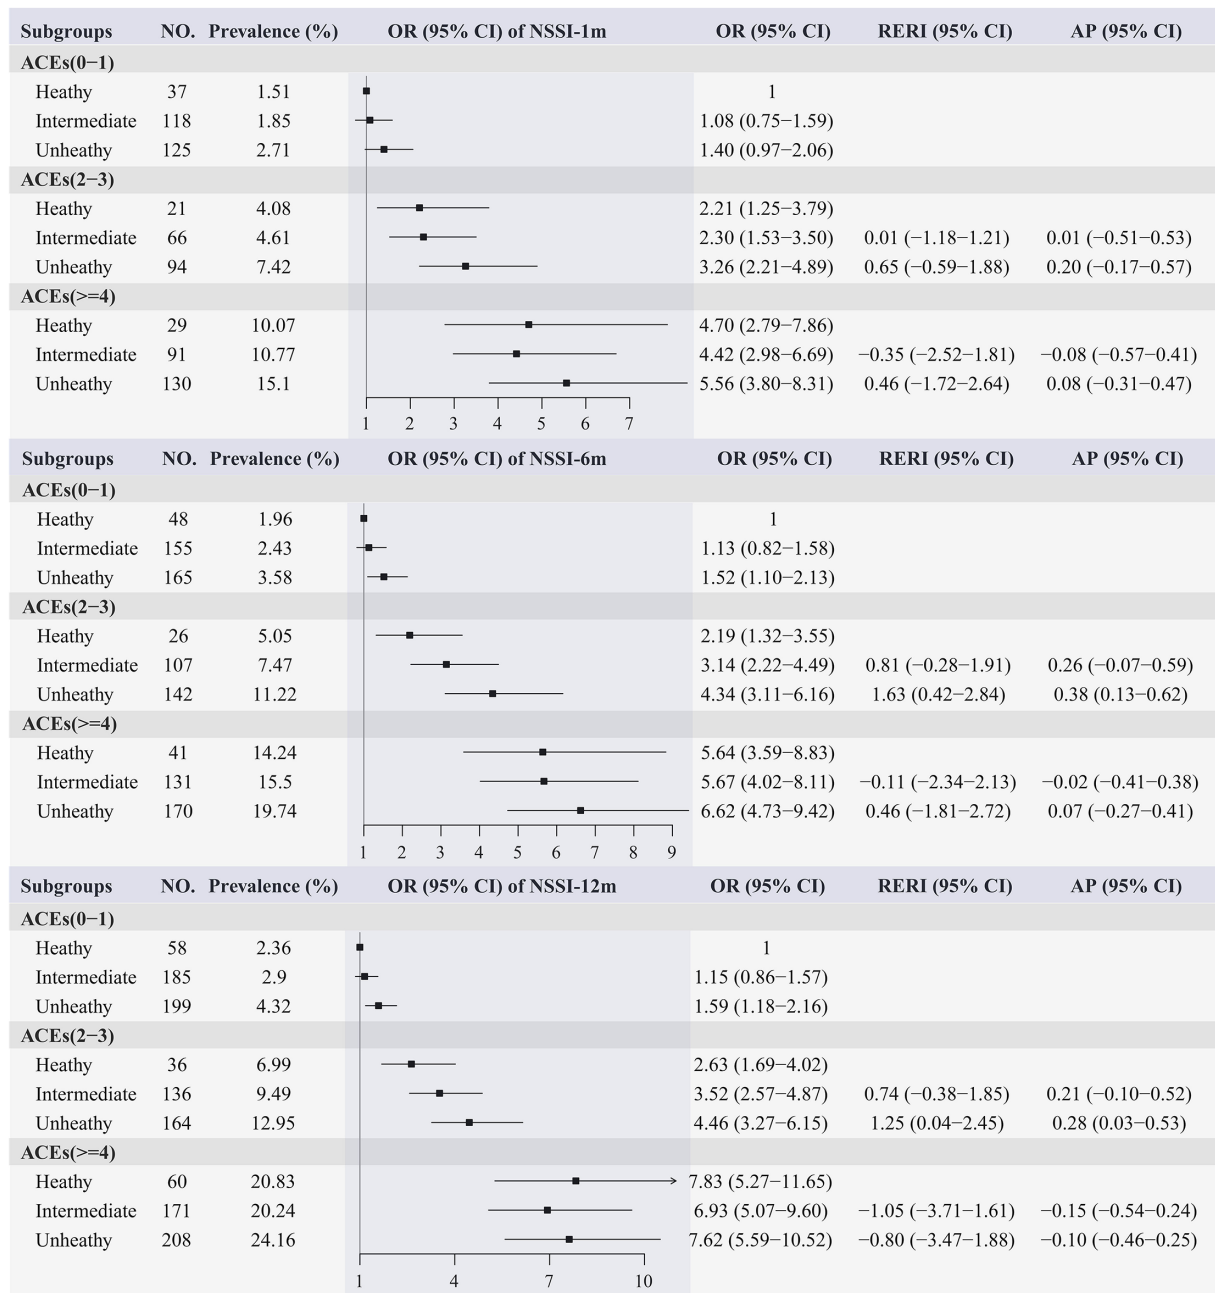 Subgroups NO. Prevalence (%) OR (95% CI) of NSSI-1m OR (95% CI) RERI (95% CI) AP (95% CI)
ACEs(0−1)
Heathy 37 1.51 1
Intermediate 118 1.85 1.08 (0.75−1.59)
Unheathy 125 2.71 1.40 (0.97−2.06)
ACEs(2−3)
Heathy 21 4.08 2.21 (1.25−3.79)
Intermediate 66 4.61 2.30 (1.53−3.50) 0.01 (−1.18−1.21) 0.01 (−0.51−0.53)
Unheathy 94 7.42 3.26 (2.21−4.89) 0.65 (−0.59−1.88) 0.20 (−0.17−0.57)
ACEs(>=4)
Heathy 29 10.07 4.70 (2.79−7.86)
Intermediate 91 10.77 4.42 (2.98−6.69) −0.35 (−2.52−1.81) −0.08 (−0.57−0.41)
Unheathy 130 15.1 5.56 (3.80−8.31) 0.46 (−1.72−2.64) 0.08 (−0.31−0.47)
1 2 3 4 5 6 7
Subgroups NO. Prevalence (%) OR (95% CI) of NSSI-6m OR (95% CI) RERI (95% CI) AP (95% CI)
ACEs(0−1)
Heathy 48 1.96 1
Intermediate 155 2.43 1.13 (0.82−1.58)
Unheathy 165 3.58 1.52 (1.10−2.13)
ACEs(2−3)
Heathy 26 5.05 2.19 (1.32−3.55)
Intermediate 107 7.47 3.14 (2.22−4.49) 0.81 (−0.28−1.91) 0.26 (−0.07−0.59)
Unheathy 142 11.22 4.34 (3.11−6.16) 1.63 (0.42−2.84) 0.38 (0.13−0.62)
ACEs(>=4)
Heathy 41 14.24 5.64 (3.59−8.83)
Intermediate 131 15.5 5.67 (4.02−8.11) −0.11 (−2.34−2.13) −0.02 (−0.41−0.38)
Unheathy 170 19.74 6.62 (4.73−9.42) 0.46 (−1.81−2.72) 0.07 (−0.27−0.41)
1 2 3 4 5 6 7 8 9
Subgroups NO. Prevalence (%) OR (95% CI) of NSSI-12m OR (95% CI) RERI (95% CI) AP (95% CI)
ACEs(0−1)
Heathy 58 2.36 1
Intermediate 185 2.9 1.15 (0.86−1.57)
Unheathy 199 4.32 1.59 (1.18−2.16)
ACEs(2−3)
Heathy 36 6.99 2.63 (1.69−4.02)
Intermediate 136 9.49 3.52 (2.57−4.87) 0.74 (−0.38−1.85) 0.21 (−0.10−0.52)
Unheathy 164 12.95 4.46 (3.27−6.15) 1.25 (0.04−2.45) 0.28 (0.03−0.53)
ACEs(>=4)
Heathy 60 20.83 7.83 (5.27−11.65)
Intermediate 171 20.24 6.93 (5.07−9.60) −1.05 (−3.71−1.61) −0.15 (−0.54−0.24)
Unheathy 208 24.16 7.62 (5.59−10.52) −0.80 (−3.47−1.88) −0.10 (−0.46−0.25)
1 4 7 10